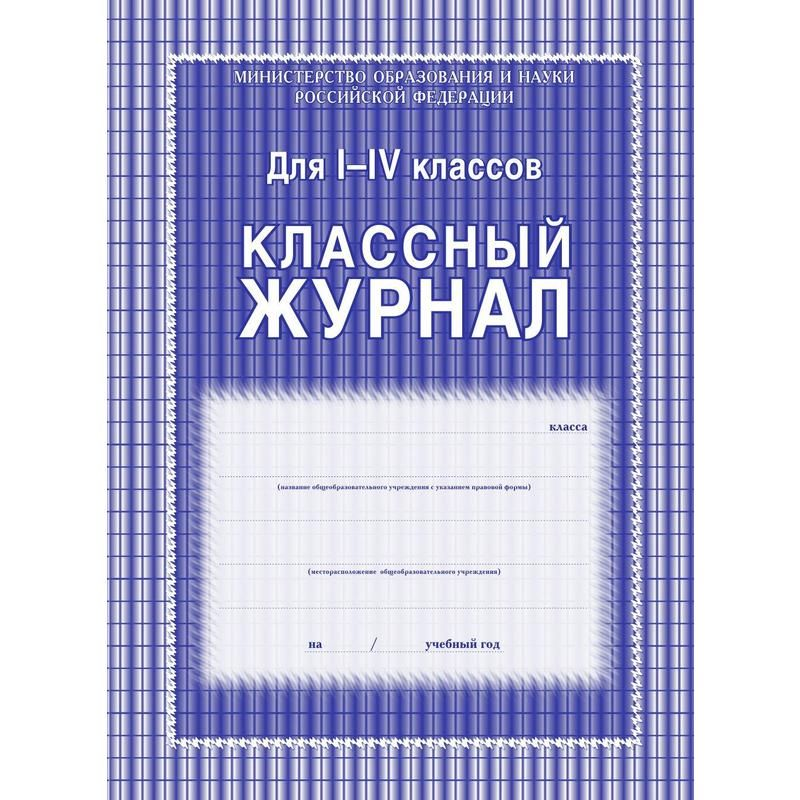 МИНИСТЕРСТВО ОБРАЗОВАНИЯ И НАУКИ
РОССИЙСКОЙ ФЕДЕРАЦИИ
Для I–IV классов
КЛАССНЫЙ
ЖУРНАЛ
класса
(название общеобразовательного учреждения с указанием правовой формы)
(месторасположение общеобразовательного учреждения)
на / учебный год